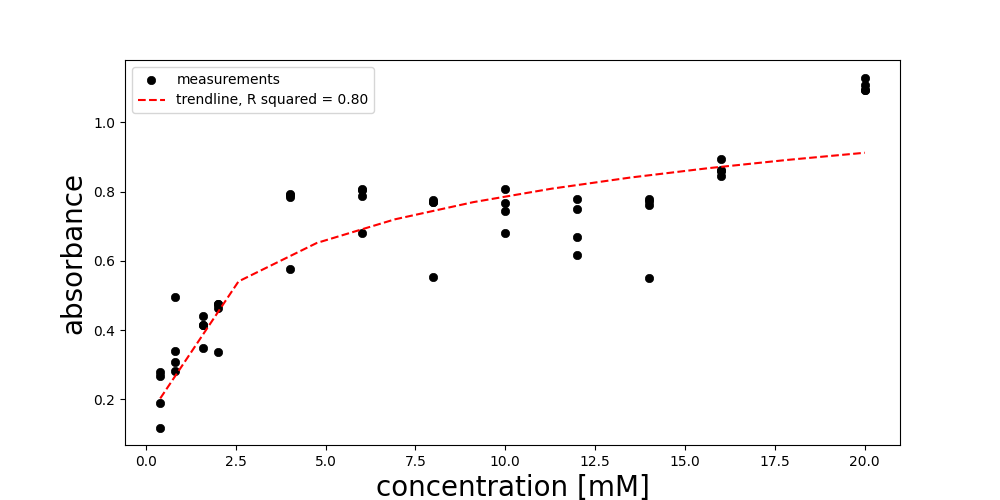 measurements
trendline, R squared = 0.80
1.0
0.8
0.6
0.4
0.2
absorbance
0.0 2.5 5.0 7.5 10.0 12.5 15.0 17.5 20.0
concentration [mM]